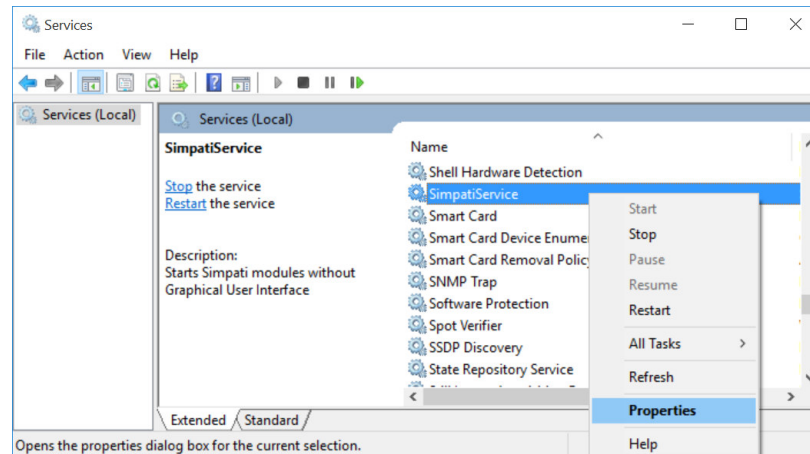 Services
File Action View Help
Services (Local)
Services (Local)
SimpatiService
Stop the service
Restart the service
Description:
Starts Simpati modules without
Graphical User Interface
Name
Shell Hardware Detection
SimpatiService
Smart Card
Smart Card Device Enume
Smart Card Removal Polic
SNMP Trap
Software Protection
Spot Verifier
SSDP Discovery
State Repository Service
Start
Stop
Pause
Resume
Restart
All Tasks
Refresh
Properties
Help
Extended
Standard
Opens the properties dialog box for the current selection.